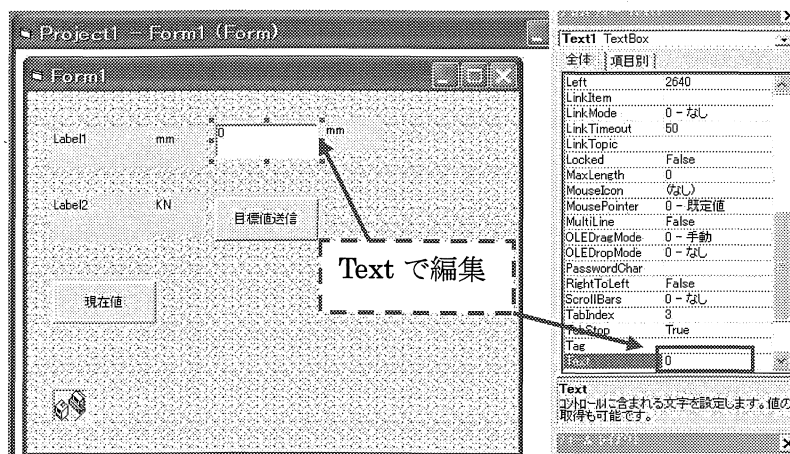 Project1 - Form1 (Form)
Form1
Label1 mm 0 mm
Label2 KN
目標値送信
現在値
Text で編集
Text1 TextBox
全体 項目別
Left 2640
LinkItem
LinkMode 0 - なし
LinkTimeout 50
LinkTopic
Locked False
MaxLength 0
MouseIcon (なし)
MousePointer 0 - 既定値
MultiLine False
OLEDragMode 0 - 手動
OLEDropMode 0 - なし
PasswordChar
RightToLeft False
ScrollBars 0 - なし
TabIndex 3
TabStop True
Tag
Text 0
Text
コントロールに含まれる文字を設定します。値の
取得も可能です。